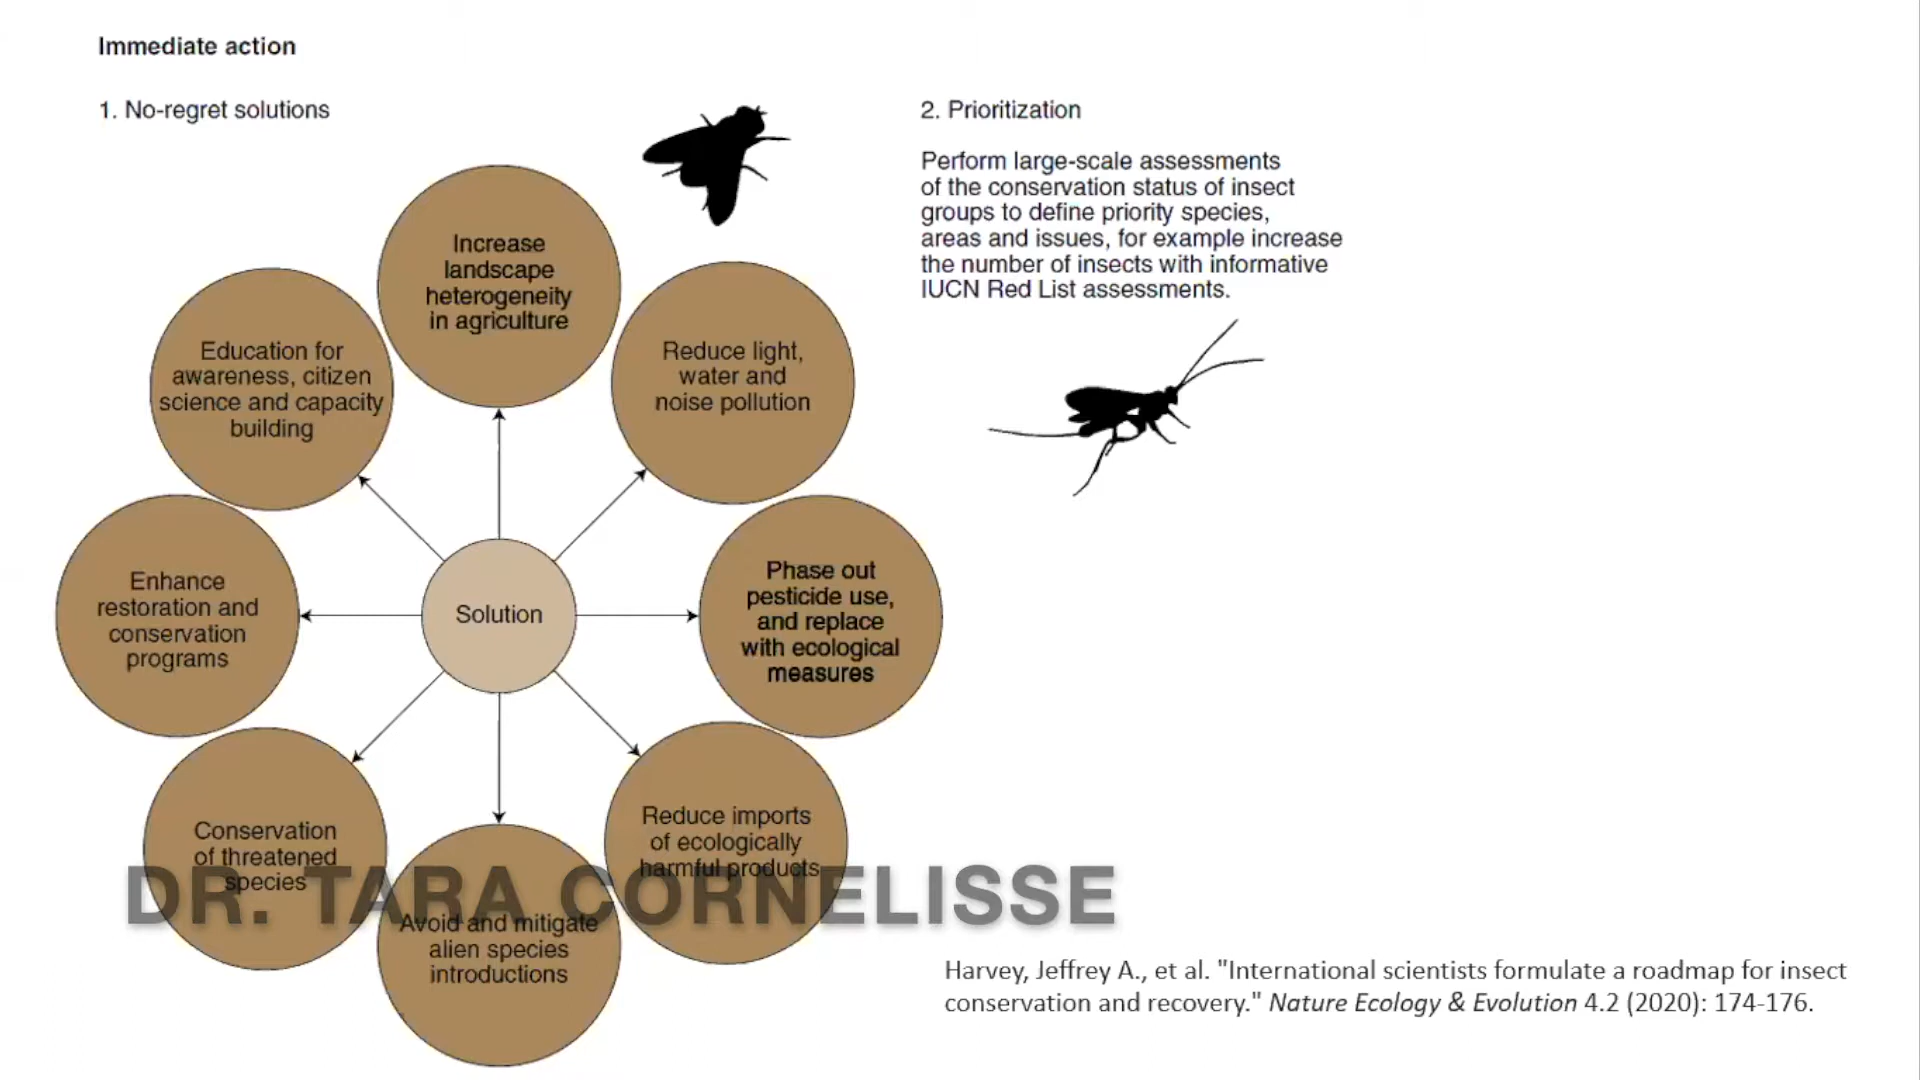 Immediate action
1. No-regret solutions
Increase
landscape
heterogeneity
in agriculture
Reduce light,
water and
noise pollution
Phase out
pesticide use,
and replace
with ecological
measures
Reduce imports
of ecologically
harmful products
Avoid and mitigate
alien species
introductions
Conservation
of threatened
species
Enhance
restoration and
conservation
programs
Education for
awareness, citizen
science and capacity
building
Solution
2. Prioritization
Perform large-scale assessments
of the conservation status of insect
groups to define priority species,
areas and issues, for example increase
the number of insects with informative
IUCN Red List assessments.
DR. TARA CORNELISSE
Harvey, Jeffrey A., et al. "International scientists formulate a roadmap for insect
conservation and recovery." Nature Ecology & Evolution 4.2 (2020): 174-176.